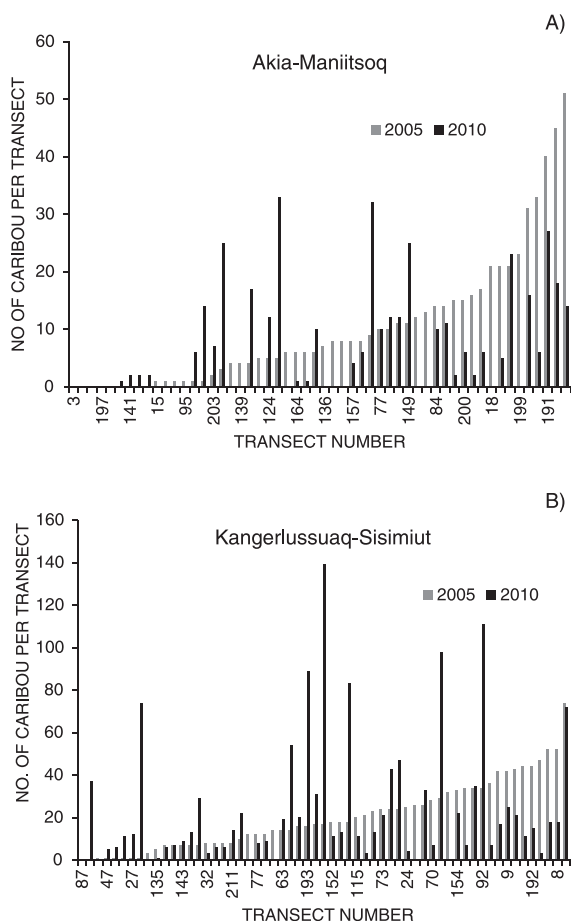 A)
Akia-Maniitsoq
2005 2010
NO OF CARIBOU PER TRANSECT
60
50
40
30
20
10
0
3 197 141 15 95 203 139 124 164 136 157 77 149 84 200 18 199 191
TRANSECT NUMBER
B)
Kangerlussuaq-Sisimiut
2005 2010
NO. OF CARIBOU PER TRANSECT
160
140
120
100
80
60
40
20
0
87 47 27 135 143 32 211 77 63 193 152 115 73 24 70 154 92 9 192 8
TRANSECT NUMBER